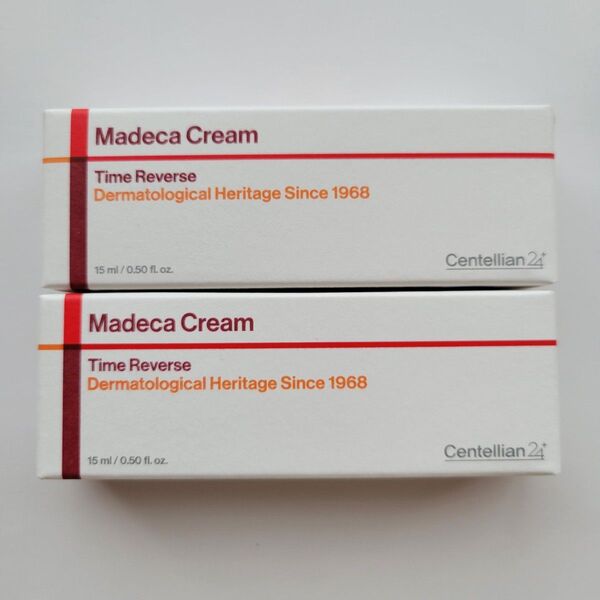 Madeca Cream
Time Reverse
Dermatological Heritage Since 1968
15 ml / 0.50 fl. oz.
Centellian 24+
Madeca Cream
Time Reverse
Dermatological Heritage Since 1968
15 ml / 0.50 fl. oz.
Centellian 24+